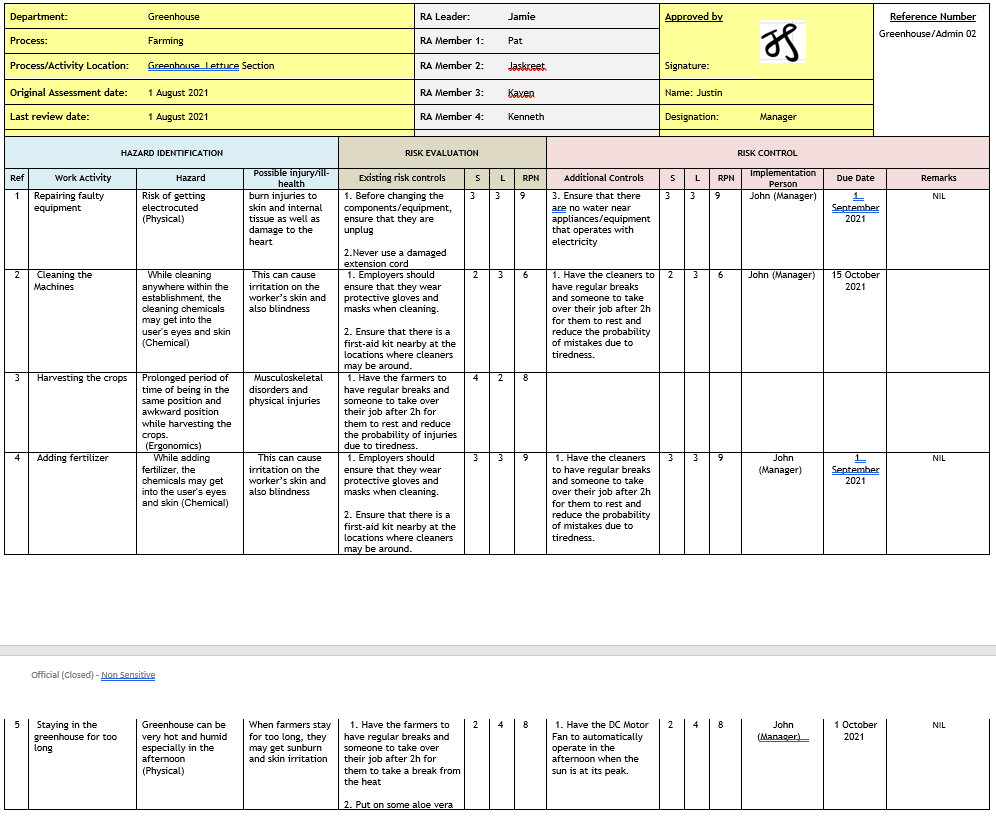 Department: Greenhouse RA Leader: Jamie Approved by Reference Number
Process: Farming RA Member 1: Pat Greenhouse/Admin 02
Process/Activity Location: Greenhouse Lettuce Section RA Member 2: Jaskreet Signature:
Original Assessment date: 1 August 2021 RA Member 3: Kaven Name: Justin
Last review date: 1 August 2021 RA Member 4: Kenneth Designation: Manager
HAZARD IDENTIFICATION RISK EVALUATION RISK CONTROL
Ref Work Activity Hazard Possible injury/ill-health Existing risk controls S L RPN Additional Controls S L RPN Implementation Person Due Date Remarks
1
Repairing faulty
equipment
Risk of getting
electrocuted
(Physical)
burn injuries to
skin and internal
tissue as well as
damage to the
heart
1. Before changing the
components/equipment,
ensure that they are
unplug
2.Never use a damaged
extension cord
3 3 9
3. Ensure that there
are no water near
appliances/equipment
that operates with
electricity
3 3 9
John (Manager)
1
September
2021
NIL
2
Cleaning the
Machines
While cleaning
anywhere within the
establishment, the
cleaning chemicals
may get into the
user's eyes and skin
(Chemical)
This can cause
irritation on the
worker's skin and
also blindness
1. Employers should
ensure that they wear
protective gloves and
masks when cleaning.
2. Ensure that there is a
first-aid kit nearby at the
locations where cleaners
may be around.
2 3 6
1. Have the cleaners to
have regular breaks
and someone to take
over their job after 2h
for them to rest and
reduce the probability
of mistakes due to
tiredness.
2 3 6
John (Manager)
15 October
2021
3
Harvesting the crops
Prolonged period of
time of being in the
same position and
awkward position
while harvesting the
crops.
(Ergonomics)
Musculoskeletal
disorders and
physical injuries
1. Have the farmers to
have regular breaks and
someone to take over
their job after 2h for
them to rest and reduce
the probability of injuries
due to tiredness.
4 2 8
4
Adding fertilizer
While adding
fertilizer, the
chemicals may get
into the user's eyes
and skin (Chemical)
This can cause
irritation on the
worker's skin and
also blindness
1. Employers should
ensure that they wear
protective gloves and
masks when cleaning.
2. Ensure that there is a
first-aid kit nearby at the
locations where cleaners
may be around.
3 3 9
1. Have the cleaners
to have regular breaks
and someone to take
over their job after 2h
for them to rest and
reduce the probability
of mistakes due to
tiredness.
3 3 9
John
(Manager)
1
September
2021
NIL
Official (Closed) - Non Sensitive
5
Staying in the
greenhouse for too
long
Greenhouse can be
very hot and humid
especially in the
afternoon
(Physical)
When farmers stay
for too long, they
may get sunburn
and skin irritation
1. Have the farmers to
have regular breaks and
someone to take over
their job after 2h for
them to take a break from
the heat
2. Put on some aloe vera
2 4 8
1. Have the DC Motor
Fan to automatically
operate in the
afternoon when the
sun is at its peak.
2 4 8
John
(Manager)
1 October
2021
NIL